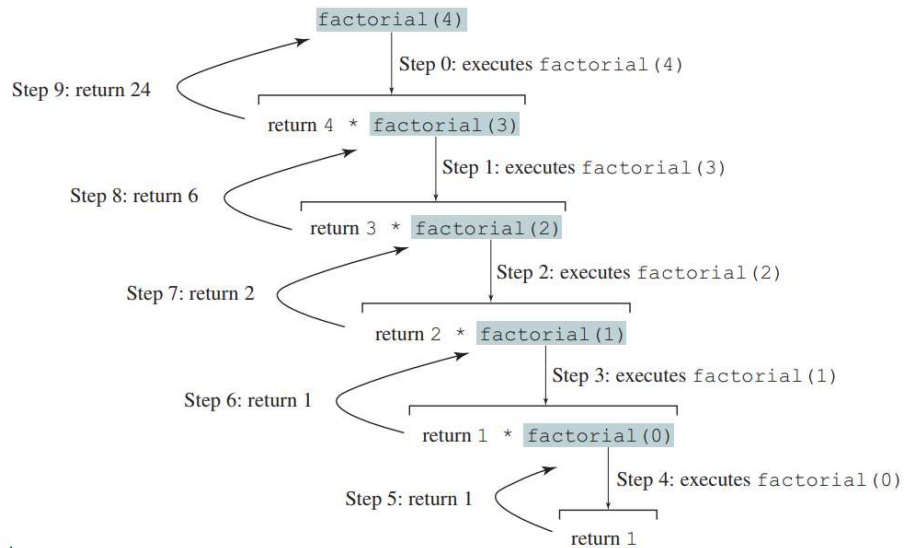 factorial(4)
Step 0: executes factorial(4)
Step 9: return 24
return 4 * factorial(3)
Step 1: executes factorial(3)
Step 8: return 6
return 3 * factorial(2)
Step 2: executes factorial(2)
Step 7: return 2
return 2 * factorial(1)
Step 3: executes factorial(1)
Step 6: return 1
return 1 * factorial(0)
Step 4: executes factorial(0)
Step 5: return 1
return 1